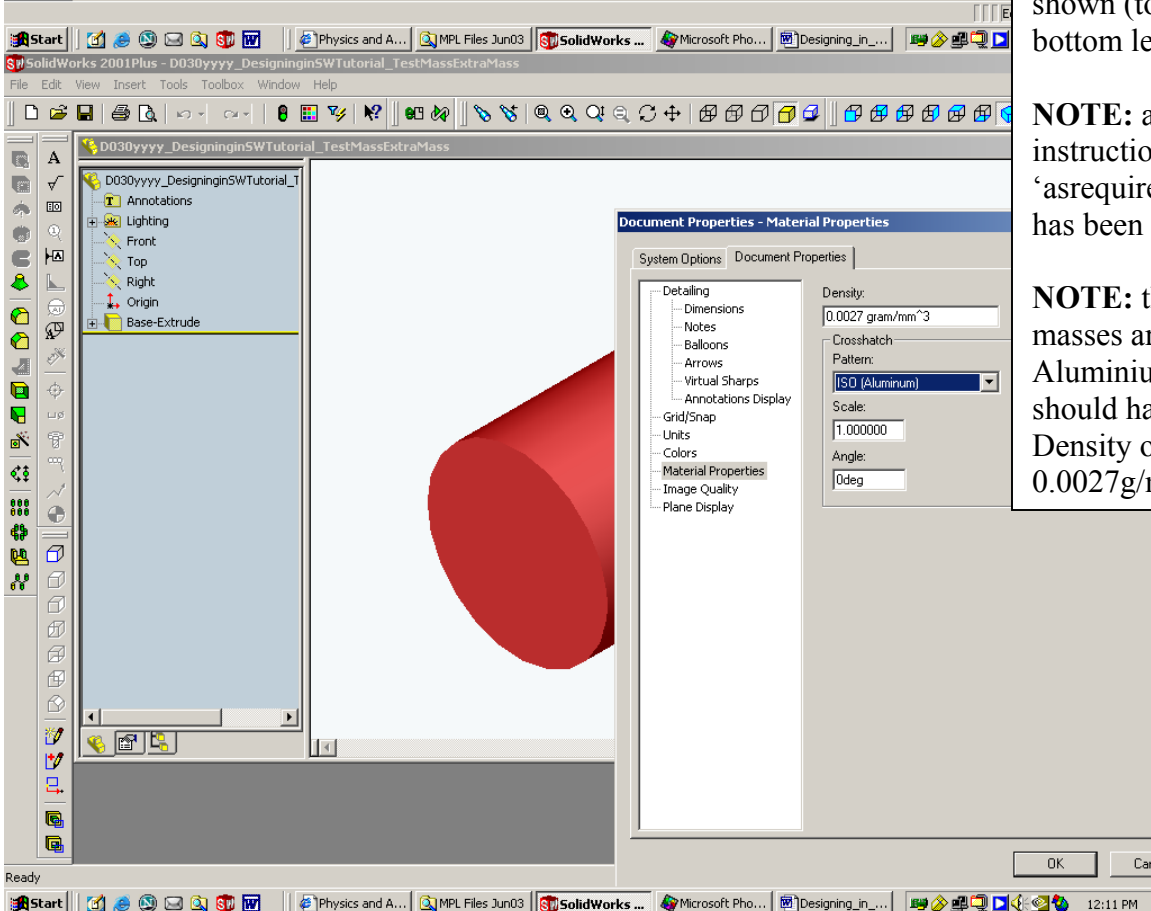 Start
Physics and A...
MPL Files Jun03
SolidWorks ...
Microsoft Pho...
Designing_in_...
SolidWorks 2001Plus - D030yyyy_DesigninginSWTutorial_TestMassExtraMass
File Edit View Insert Tools Toolbox Window Help
D030yyyy_DesigninginSWTutorial_TestMassExtraMass
D030yyyy_DesigninginSWTutorial_T
Annotations
Lighting
Front
Top
Right
Origin
Base-Extrude
Document Properties - Material Properties
System Options Document Properties
Detailing
Dimensions
Notes
Balloons
Arrows
Virtual Sharps
Annotations Display
Grid/Snap
Units
Colors
Material Properties
Image Quality
Plane Display
Density:
0.0027 gram/mm^3
Crosshatch
Pattern:
ISO (Aluminum)
Scale:
1.000000
Angle:
0deg
OK
Can
shown (to
bottom le
NOTE: a
instructio
‘asrequire
has been
NOTE: t
masses a
Aluminiu
should ha
Density o
0.0027g/
Ready
Start
Physics and A...
MPL Files Jun03
SolidWorks ...
Microsoft Pho...
Designing_in_...
12:11 PM